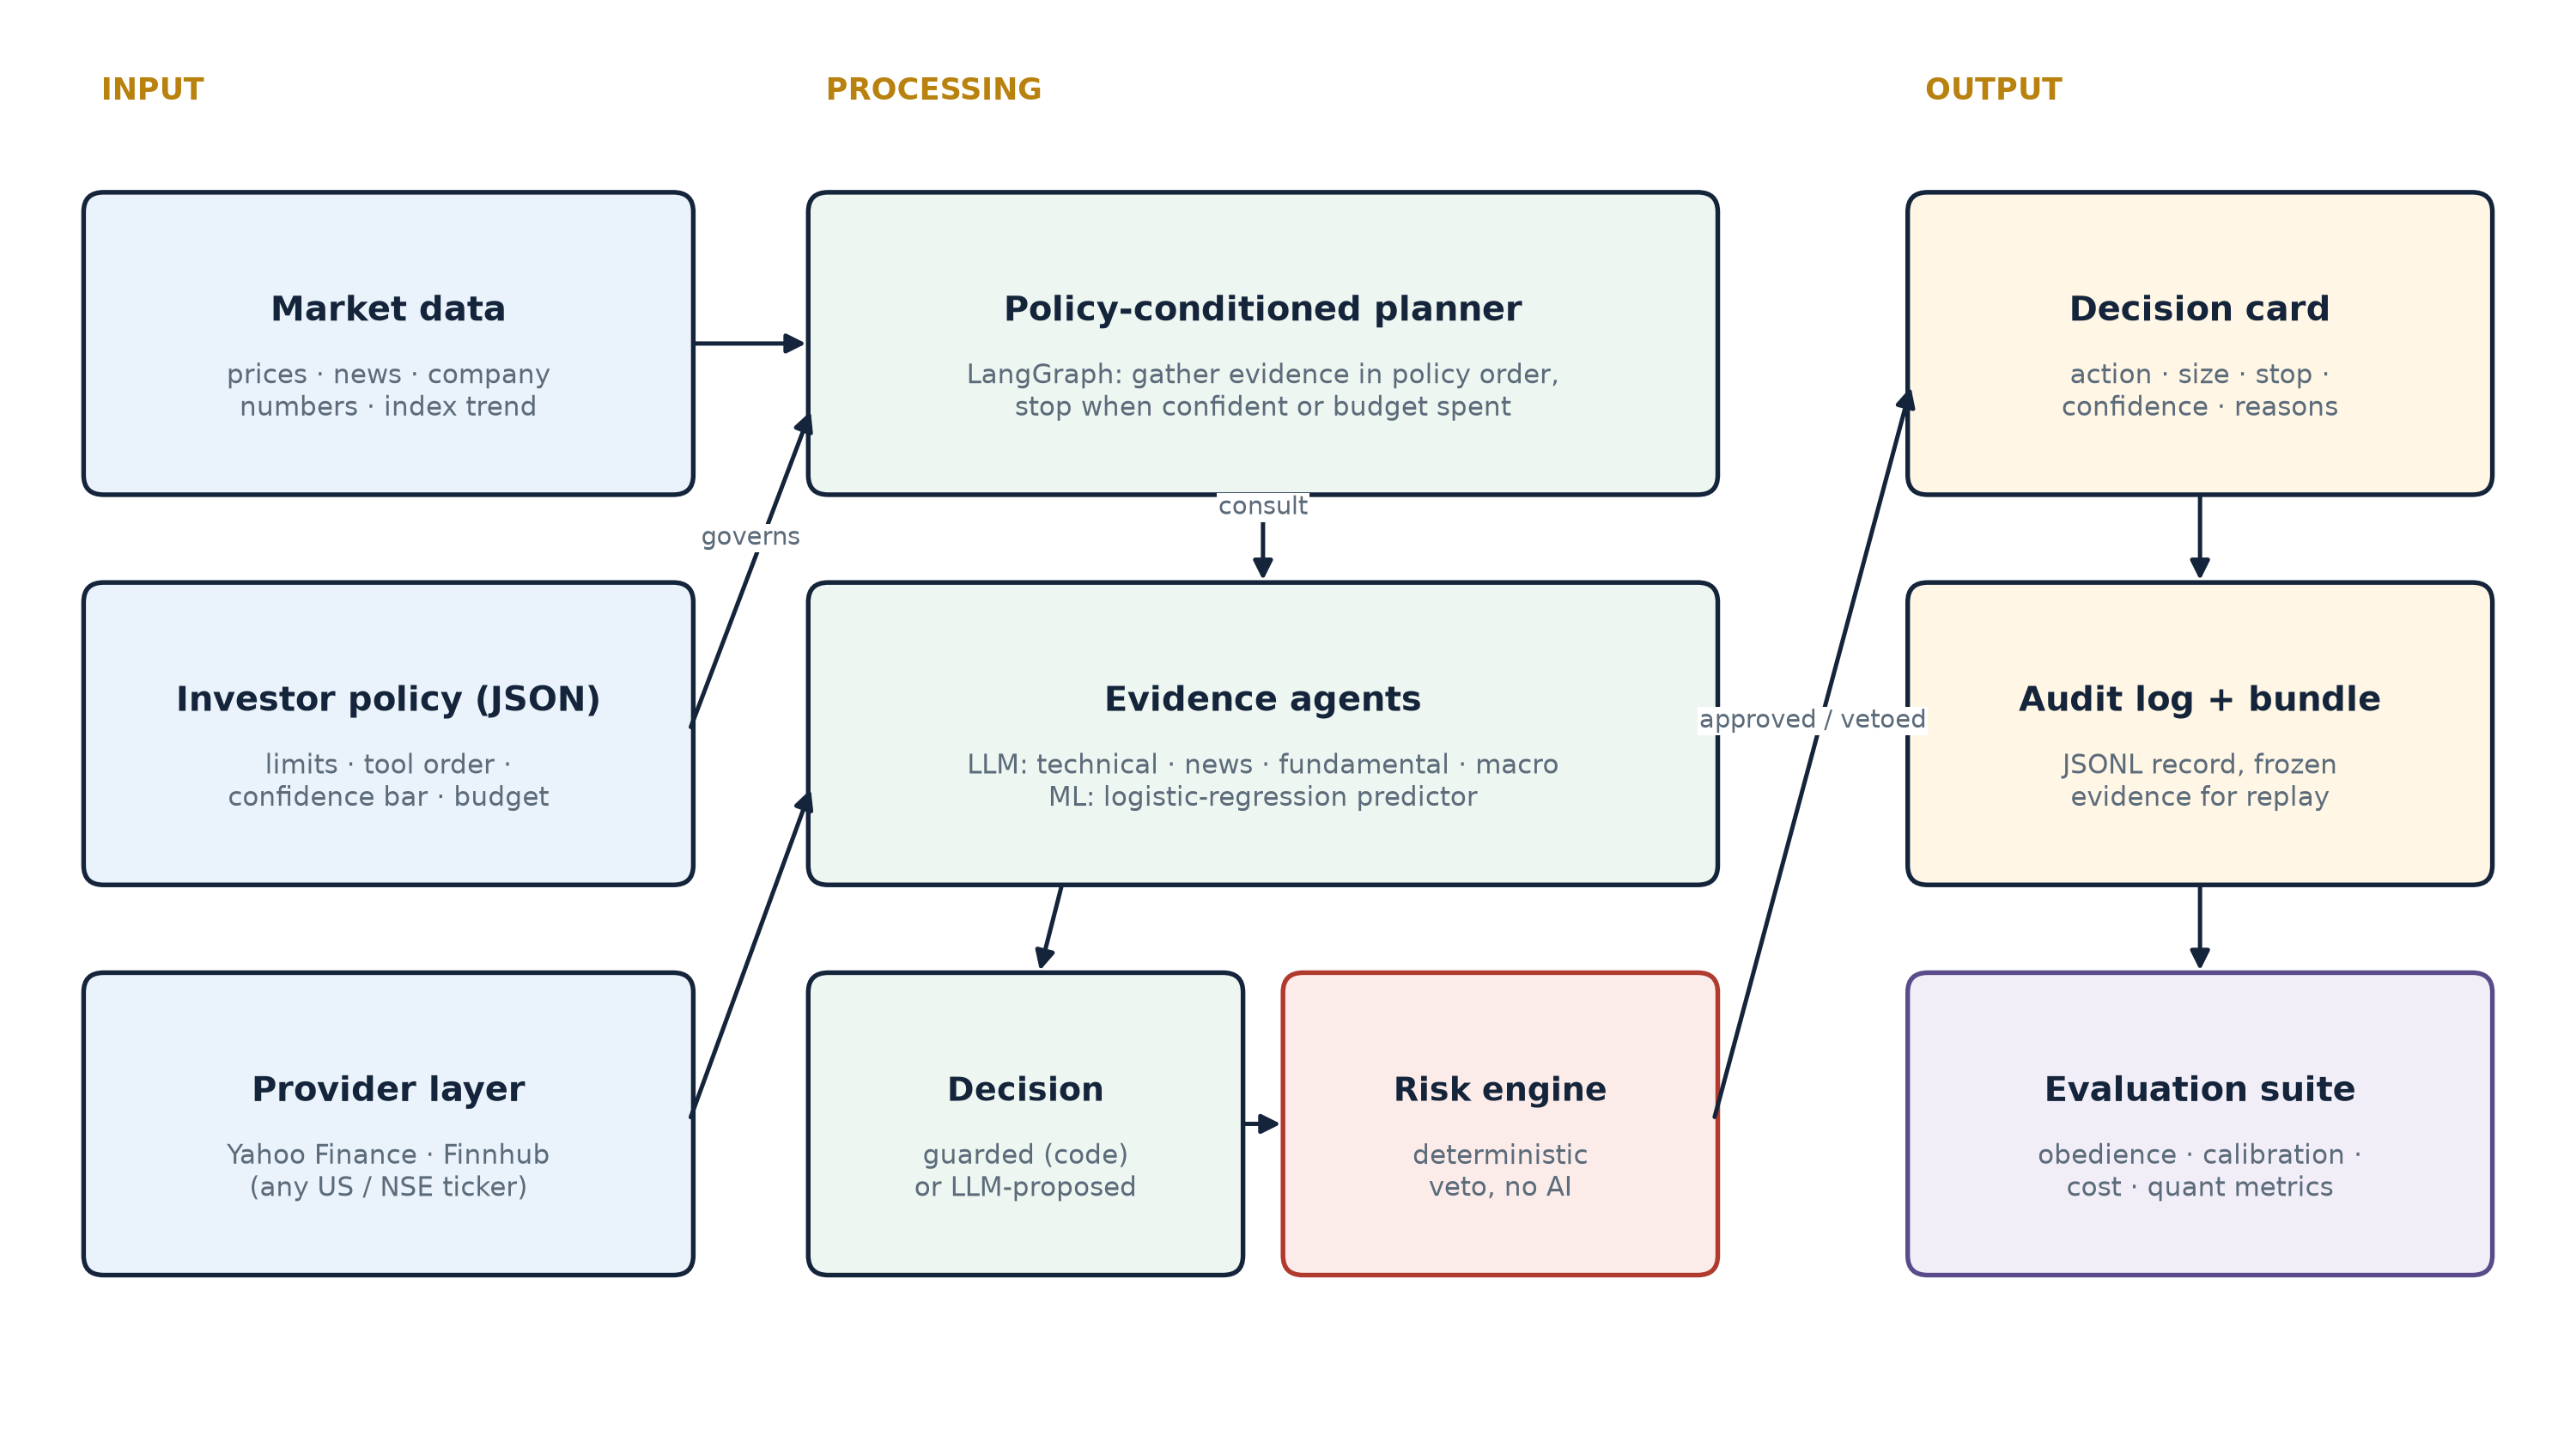 INPUT
PROCESSING
OUTPUT
Market data
prices · news · company
numbers · index trend
Policy-conditioned planner
LangGraph: gather evidence in policy order,
stop when confident or budget spent
Decision card
action · size · stop ·
confidence · reasons
consult
governs
Investor policy (JSON)
limits · tool order ·
confidence bar · budget
Evidence agents
LLM: technical · news · fundamental · macro
ML: logistic-regression predictor
approved / vetoed
Audit log + bundle
JSONL record, frozen
evidence for replay
Provider layer
Yahoo Finance · Finnhub
(any US / NSE ticker)
Decision
guarded (code)
or LLM-proposed
Risk engine
deterministic
veto, no AI
Evaluation suite
obedience · calibration ·
cost · quant metrics